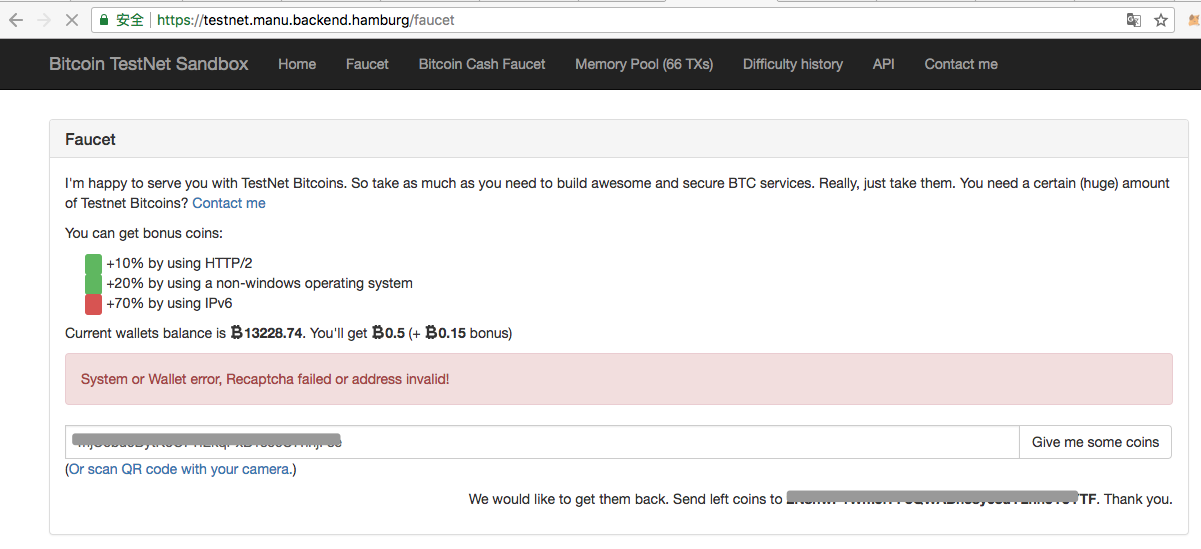 安全 https://testnet.manu.backend.hamburg/faucet
Bitcoin TestNet Sandbox Home Faucet Bitcoin Cash Faucet Memory Pool (66 TXs) Difficulty history API Contact me
Faucet
I'm happy to serve you with TestNet Bitcoins. So take as much as you need to build awesome and secure BTC services. Really, just take them. You need a certain (huge) amount
of Testnet Bitcoins? Contact me
You can get bonus coins:
+10% by using HTTP/2
+20% by using a non-windows operating system
+70% by using IPv6
Current wallets balance is ₿13228.74. You'll get ₿0.5 (+ ₿0.15 bonus)
System or Wallet error, Recaptcha failed or address invalid!
Give me some coins
(Or scan QR code with your camera.)
We would like to get them back. Send left coins to TF. Thank you.